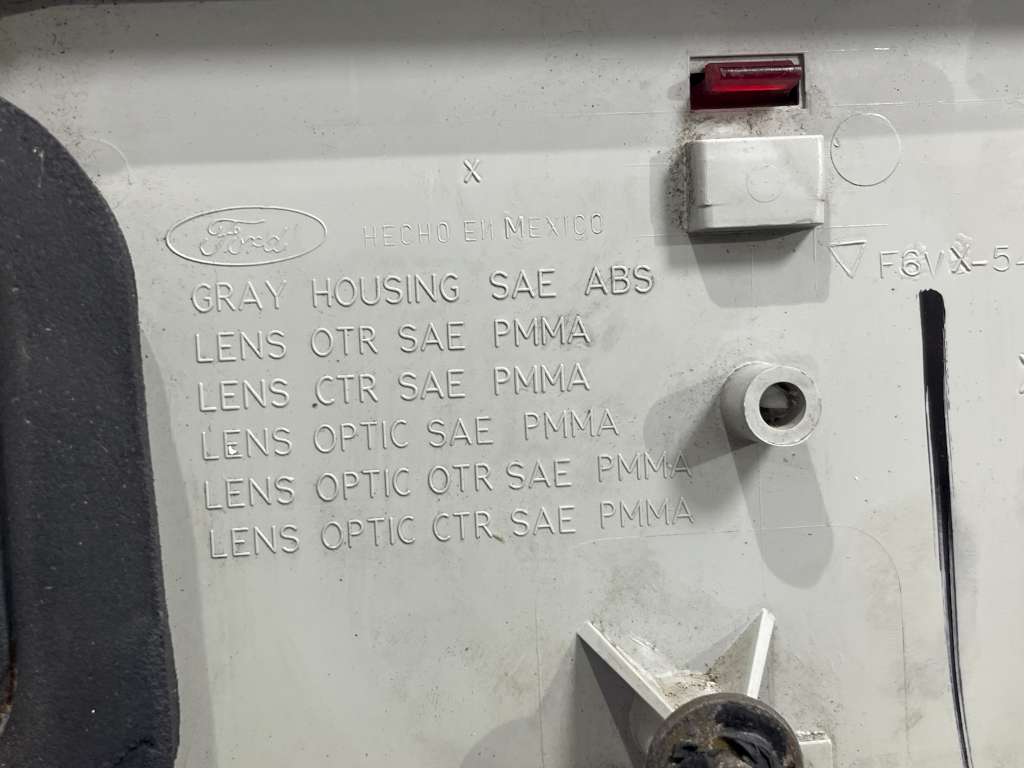 X
Ford HECHO EN MEXICO
GRAY HOUSING SAE ABS
LENS OTR SAE PMMA
LENS CTR SAE PMMA
LENS OPTIC SAE PMMA
LENS OPTIC OTR SAE PMMA
LENS OPTIC CTR SAE PMMA